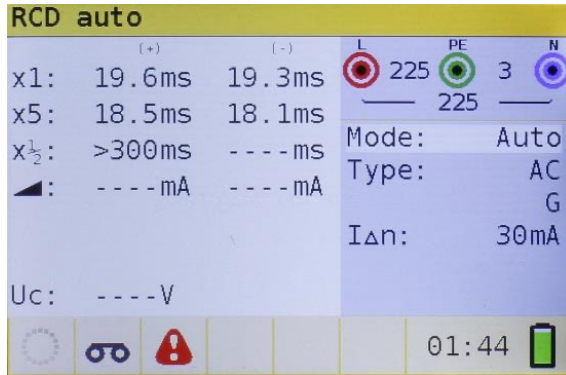 RCD auto
(+) (-)
x1: 19.6ms 19.3ms
x5: 18.5ms 18.1ms
x½: >300ms ----ms
: ----mA ----mA
Uc: ----V
L PE N
225 3
225
Mode: Auto
Type: AC
G
I∆n: 30mA
01:44